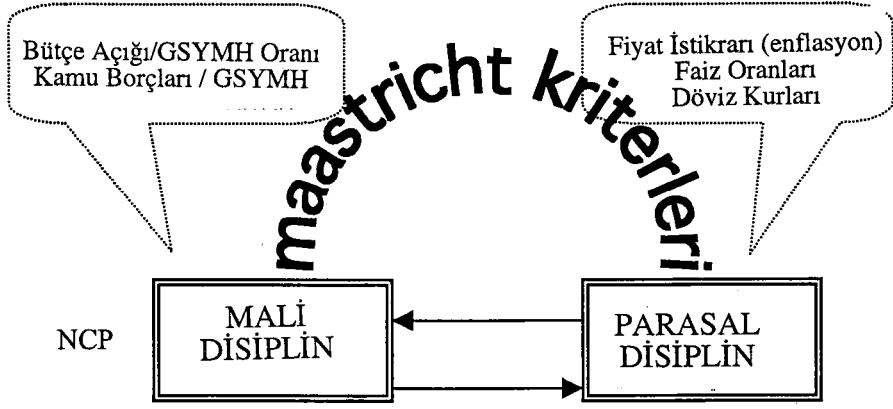 Bütçe Açığı/GSYMH Oranı
Kamu Borçları / GSYMH
Fiyat İstikrarı (enflasyon)
Faiz Oranları
Döviz Kurları
maastricht kriterleri
NCP
MALİ
DİSİPLİN
PARASAL
DİSİPLİN